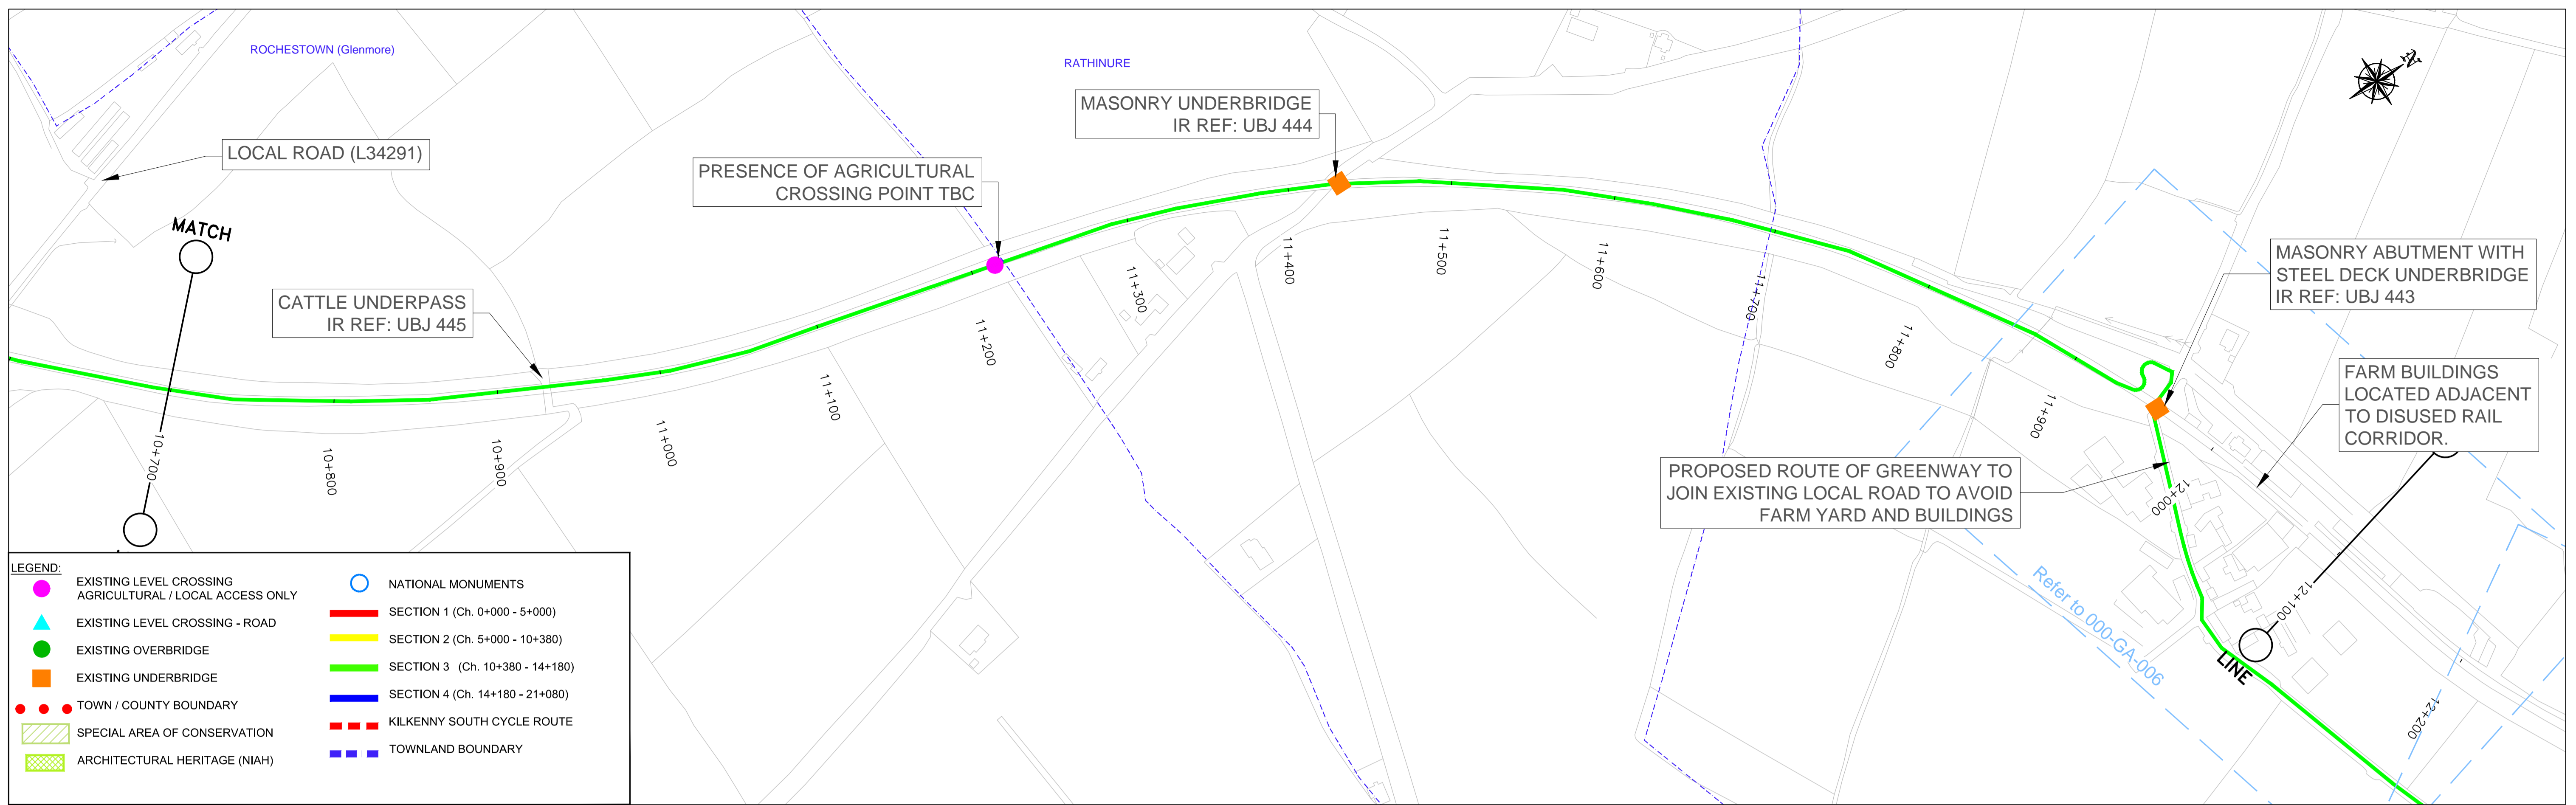 ROCHESTOWN (Glenmore)
RATHINURE
N
MASONRY UNDERBRIDGE
IR REF: UBJ 444
LOCAL ROAD (L34291)
PRESENCE OF AGRICULTURAL
CROSSING POINT TBC
MATCH
CATTLE UNDERPASS
IR REF: UBJ 445
MASONRY ABUTMENT WITH
STEEL DECK UNDERBRIDGE
IR REF: UBJ 443
FARM BUILDINGS
LOCATED ADJACENT
TO DISUSED RAIL
CORRIDOR.
PROPOSED ROUTE OF GREENWAY TO
JOIN EXISTING LOCAL ROAD TO AVOID
FARM YARD AND BUILDINGS
10+700
10+800
10+900
11+000
11+100
11+200
11+300
11+400
11+500
11+600
11+700
11+800
11+900
12+000
12+100
12+200
LINE
Refer to 000-GA-006
LEGEND:
EXISTING LEVEL CROSSING
AGRICULTURAL / LOCAL ACCESS ONLY
EXISTING LEVEL CROSSING - ROAD
EXISTING OVERBRIDGE
EXISTING UNDERBRIDGE
TOWN / COUNTY BOUNDARY
SPECIAL AREA OF CONSERVATION
ARCHITECTURAL HERITAGE (NIAH)
NATIONAL MONUMENTS
SECTION 1 (Ch. 0+000 - 5+000)
SECTION 2 (Ch. 5+000 - 10+380)
SECTION 3 (Ch. 10+380 - 14+180)
SECTION 4 (Ch. 14+180 - 21+080)
KILKENNY SOUTH CYCLE ROUTE
TOWNLAND BOUNDARY